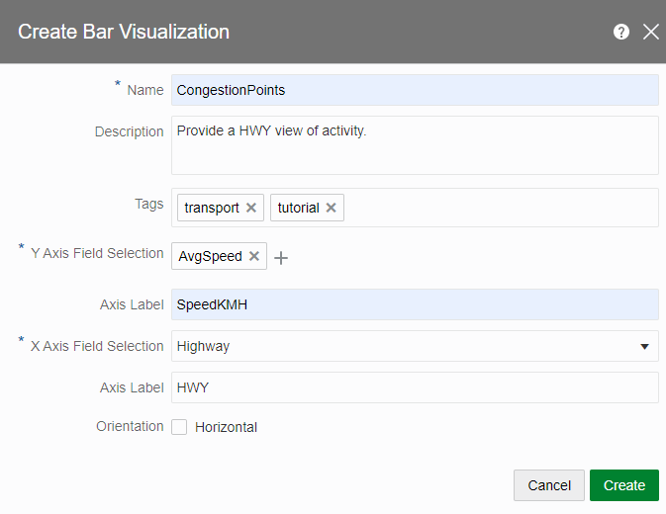 Create Bar Visualization ?
* Name CongestionPoints
Description Provide a HWY view of activity.
Tags transport tutorial
* Y Axis Field Selection AvgSpeed
Axis Label SpeedKMH
* X Axis Field Selection Highway
Axis Label HWY
Orientation Horizontal
Cancel Create